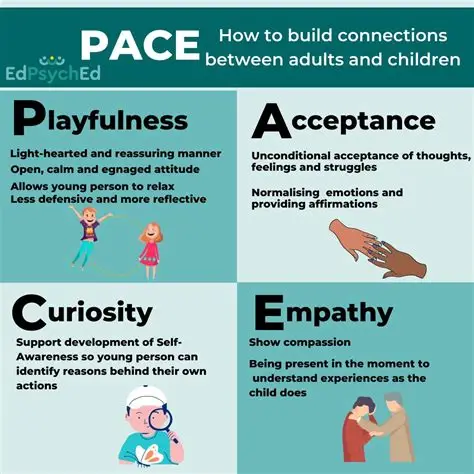 PACE
How to build connections
between adults and children
EdPsychEd
Playfulness
Light-hearted and reassuring manner
Open, calm and egnaged attitude
Allows young person to relax
Less defensive and more reflective
Acceptance
Unconditional acceptance of thoughts,
feelings and struggles
Normalising emotions and
providing affirmations
Curiosity
Support development of Self-
Awareness so young person can
identify reasons behind their own
actions
Empathy
Show compassion
Being present in the moment to
understand experiences as the
child does